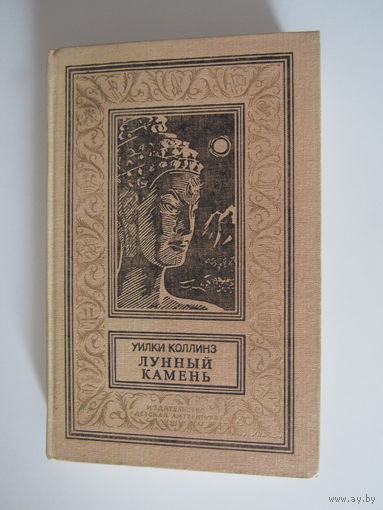 УИЛКИ КОЛЛИНЗ
ЛУННЫЙ
КАМЕНЬ
ИЗДАТЕЛЬСТВО
ДЕТСКАЯ ЛИТЕРАТУРА
www.ay.by